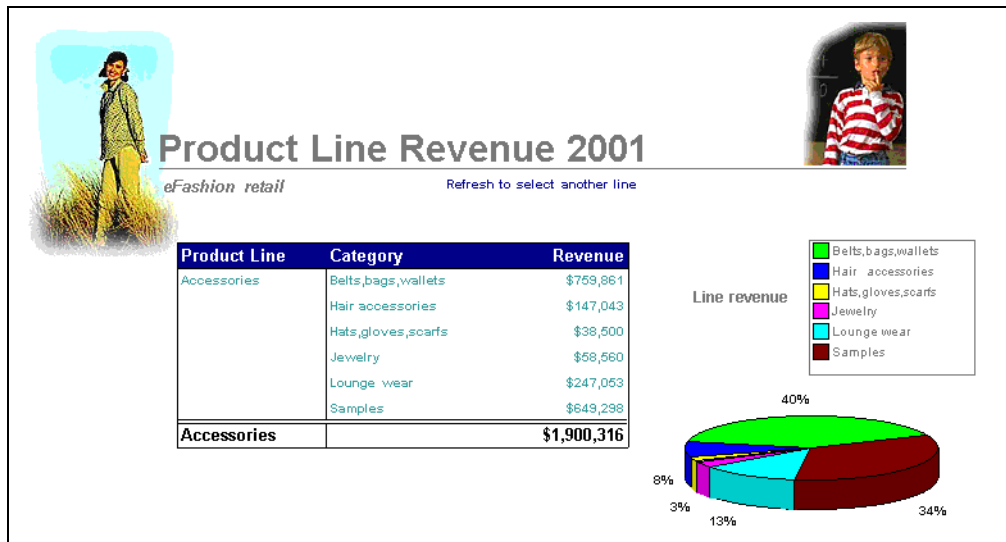 Product Line Revenue 2001
eFashion retail
Refresh to select another line
Product Line Category Revenue
Accessories Belts,bags,wallets $759,861
Hair accessories $147,043
Hats,gloves,scarfs $38,500
Jewelry $58,560
Lounge wear $247,053
Samples $649,298
Accessories $1,900,316
Line revenue
Belts,bags,wallets
Hair accessories
Hats,gloves,scarfs
Jewelry
Lounge wear
Samples
40%
8%
3%
13%
34%